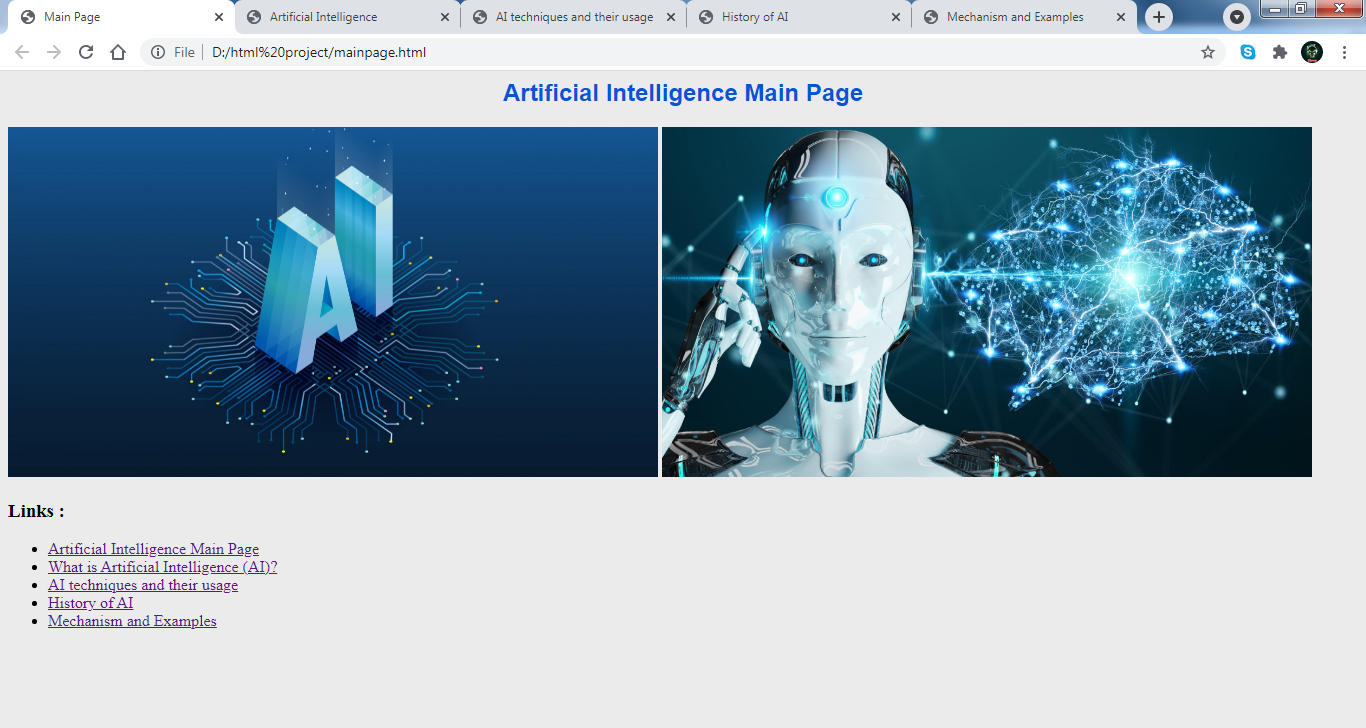 Main Page
Artificial Intelligence
AI techniques and their usage
History of AI
Mechanism and Examples
File
D:/html%20project/mainpage.html
Artificial Intelligence Main Page
AI
Links :
Artificial Intelligence Main Page
What is Artificial Intelligence (AI)?
AI techniques and their usage
History of AI
Mechanism and Examples